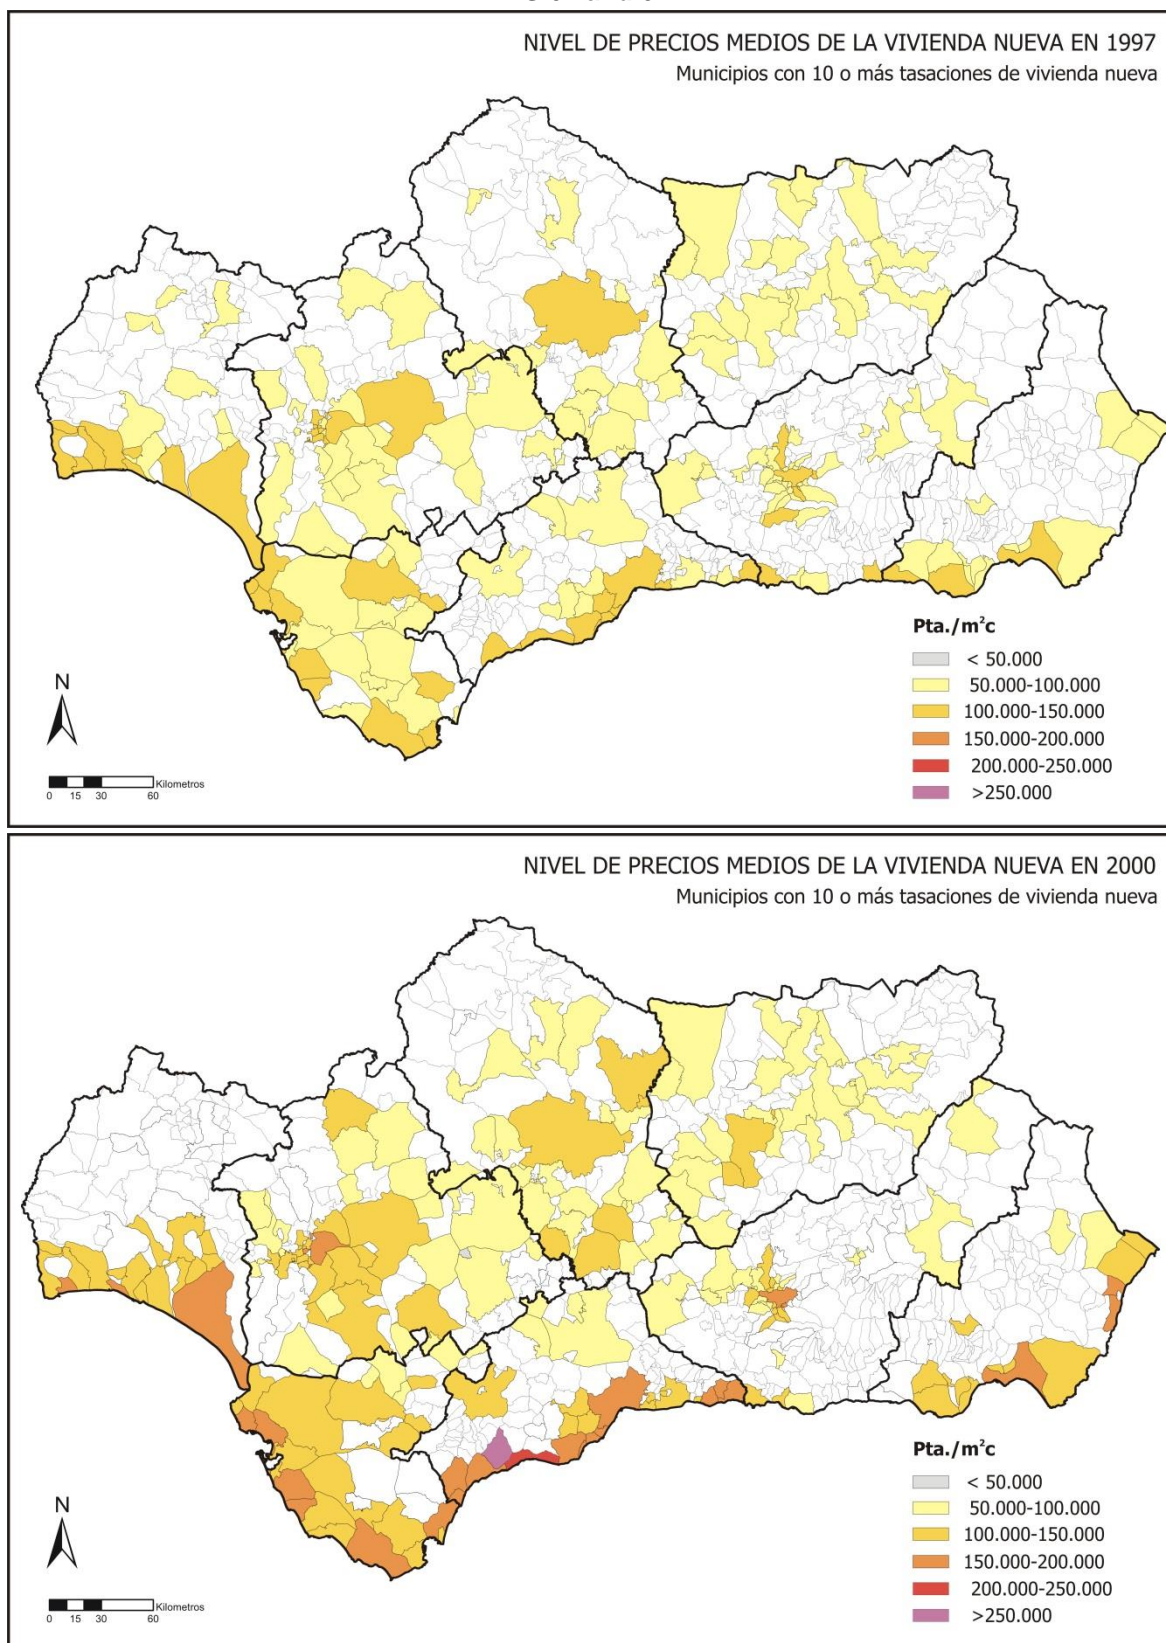 NIVEL DE PRECIOS MEDIOS DE LA VIVIENDA NUEVA EN 1997
Municipios con 10 o más tasaciones de vivienda nueva
Pta./m²c
< 50.000
50.000-100.000
100.000-150.000
150.000-200.000
200.000-250.000
>250.000
N
Kilometros
0 15 30 60
NIVEL DE PRECIOS MEDIOS DE LA VIVIENDA NUEVA EN 2000
Municipios con 10 o más tasaciones de vivienda nueva
Pta./m²c
< 50.000
50.000-100.000
100.000-150.000
150.000-200.000
200.000-250.000
>250.000
N
Kilometros
0 15 30 60